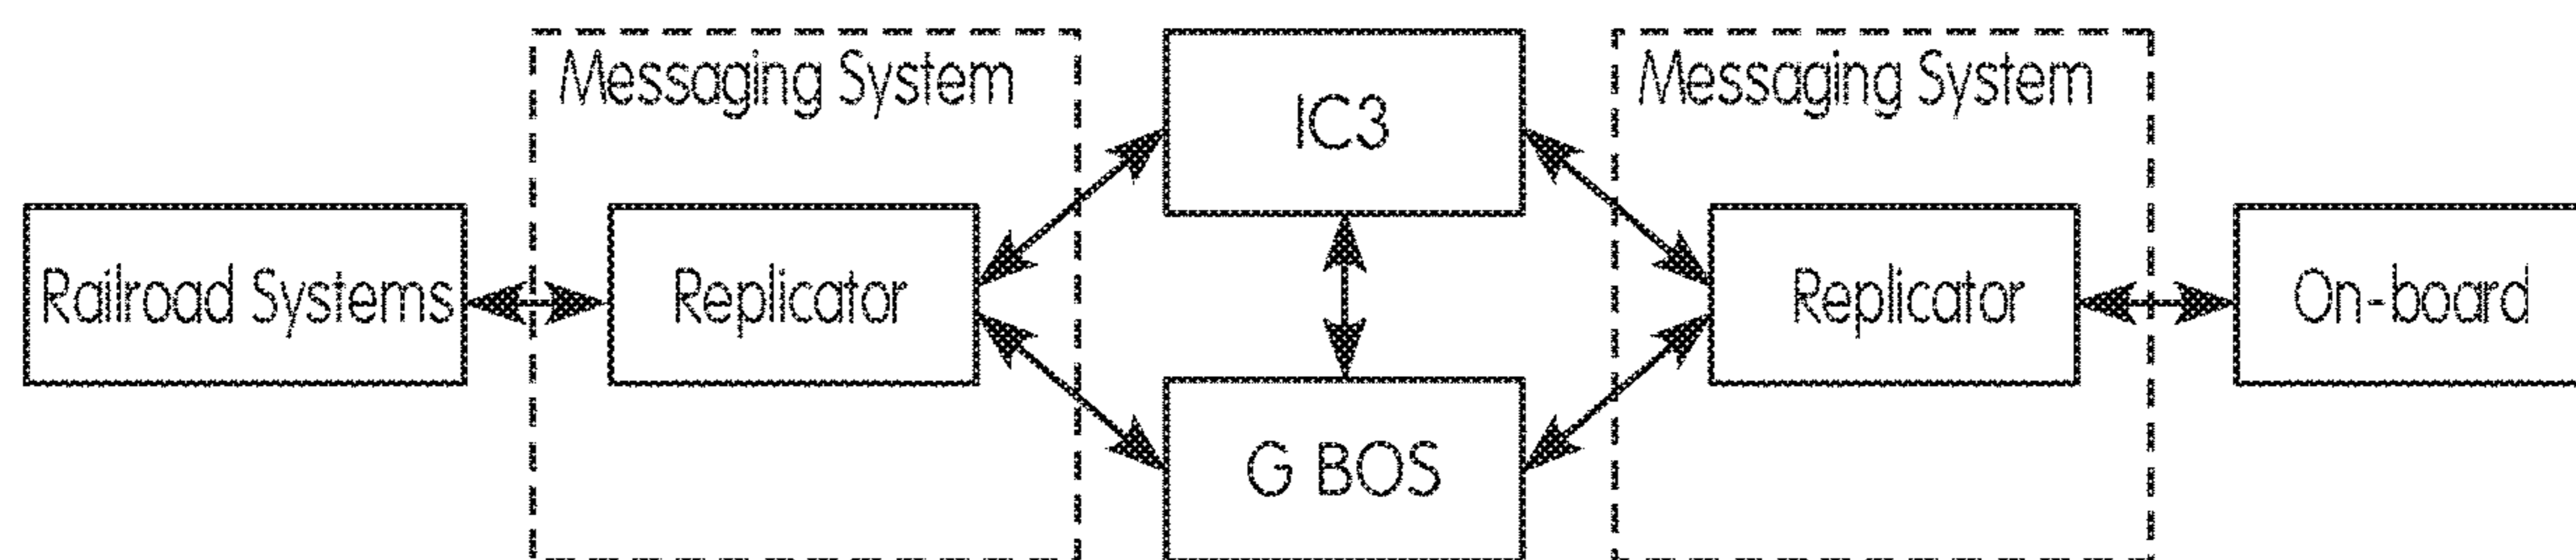 Messaging System
IC3
Messaging System
Railroad Systems
Replicator
Replicator
On-board
G BOS